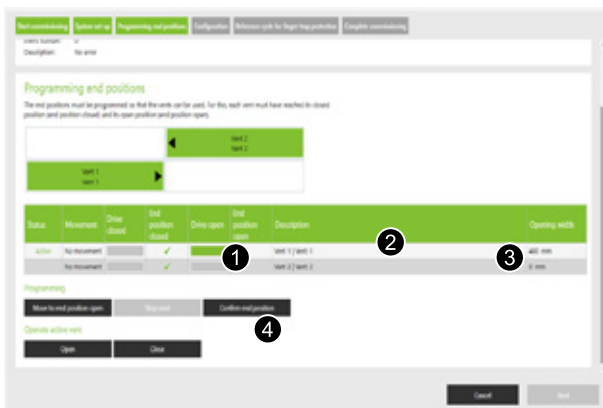 Start commissioning System set-up Programming end positions Configuration Reference cycle for finger trap protection Complete commissioning
Description: No error
Programming end positions
The end positions must be programmed so that the vents can be used. For this, each vent must have reached its closed
position (end position closed) and its open position (end position open).
Vent 2
Vent 2
Vent 1
Vent 1
Status Movement Drive closed End position closed Drive open End position open Description Opening width
Active No movement Vent 1 / Vent 1 mm
No movement Vent 2 / Vent 2 0 mm
1
2
3
Programming
Move to end position open Stop vent Confirm end position
4
Operate active vent
Open Close
Cancel Next